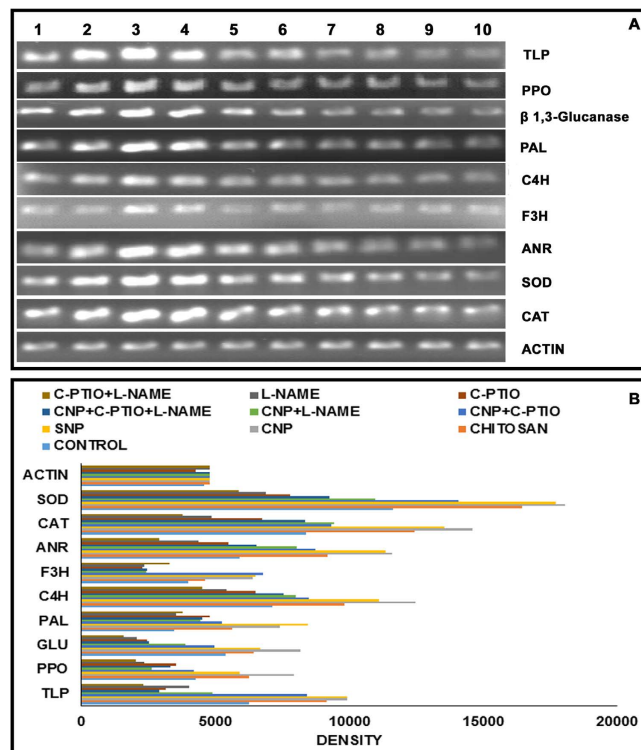 1 2 3 4 5 6 7 8 9 10
A
TLP
PPO
β 1,3-Glucanase
PAL
C4H
F3H
ANR
SOD
CAT
ACTIN
B
C-PTIO+L-NAME L-NAME C-PTIO
CNP+C-PTIO+L-NAME CNP+L-NAME CNP+C-PTIO
SNP CNP CHITOSAN
CONTROL
ACTIN
SOD
CAT
ANR
F3H
C4H
PAL
GLU
PPO
TLP
0 5000 10000 15000 20000
DENSITY